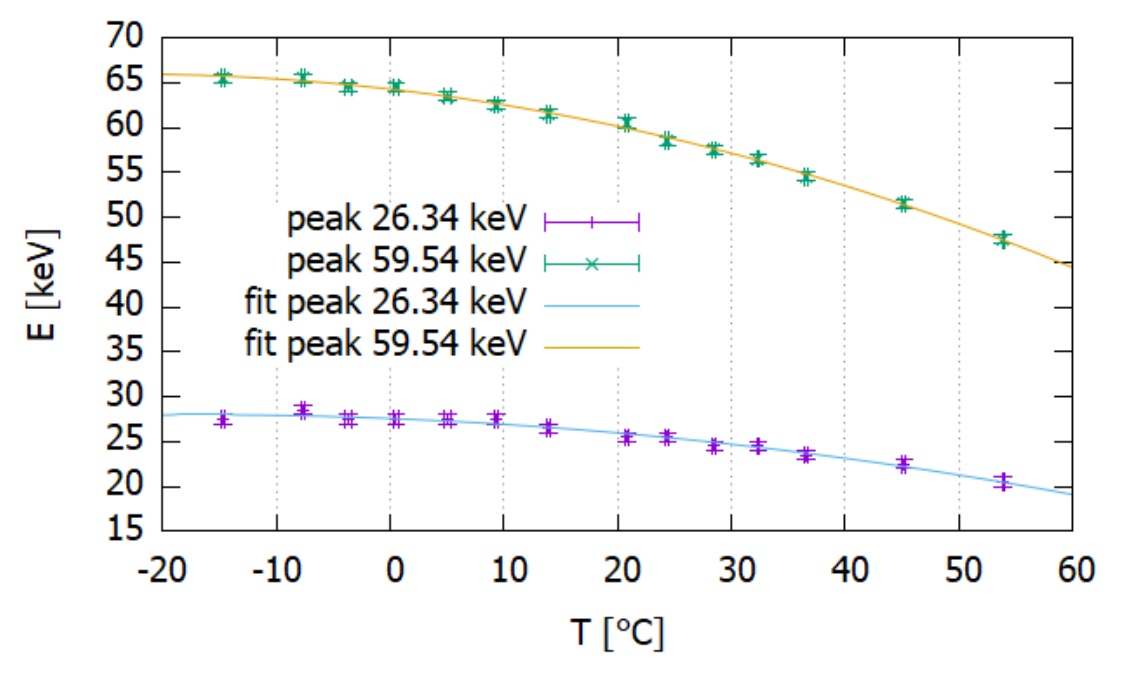 70
65
60
55
50
45
40
35
30
25
20
15
E [keV]
peak 26.34 keV
peak 59.54 keV
fit peak 26.34 keV
fit peak 59.54 keV
-20 -10 0 10 20 30 40 50 60
T [°C]